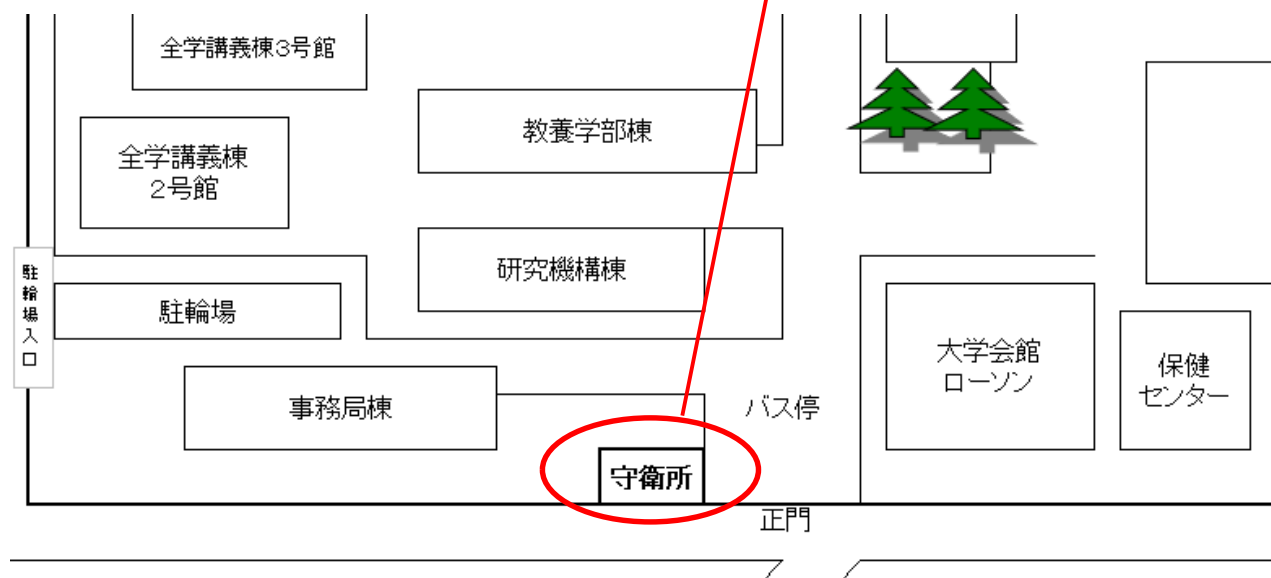 全学講義棟3号館
教養学部棟
全学講義棟
2号館
研究機構棟
駐輪場入口
駐輪場
大学会館
ローソン
保健
センター
事務局棟
バス停
守衛所
正門